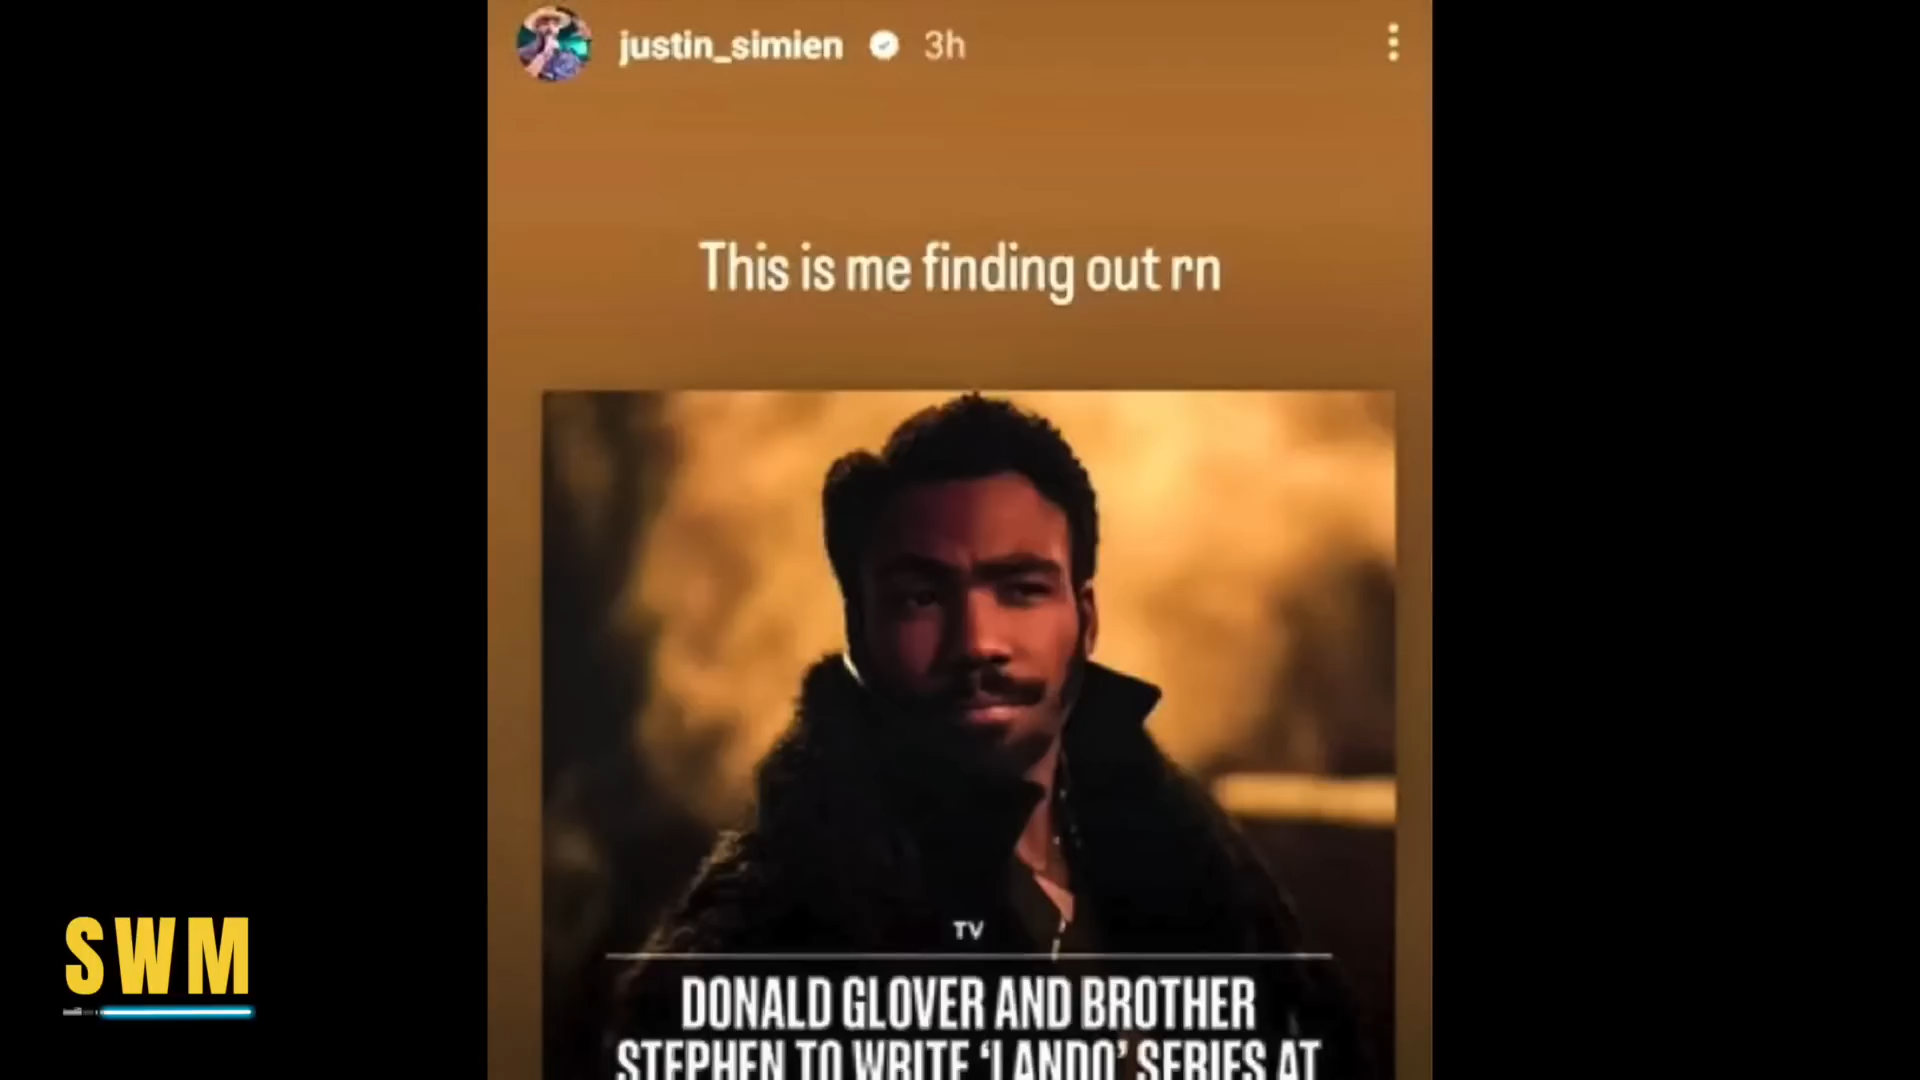 justin_simien 3h
This is me finding out rn
TV
DONALD GLOVER AND BROTHER
STEPHEN TO WRITE ‘LANDO’ SERIES AT
SWM